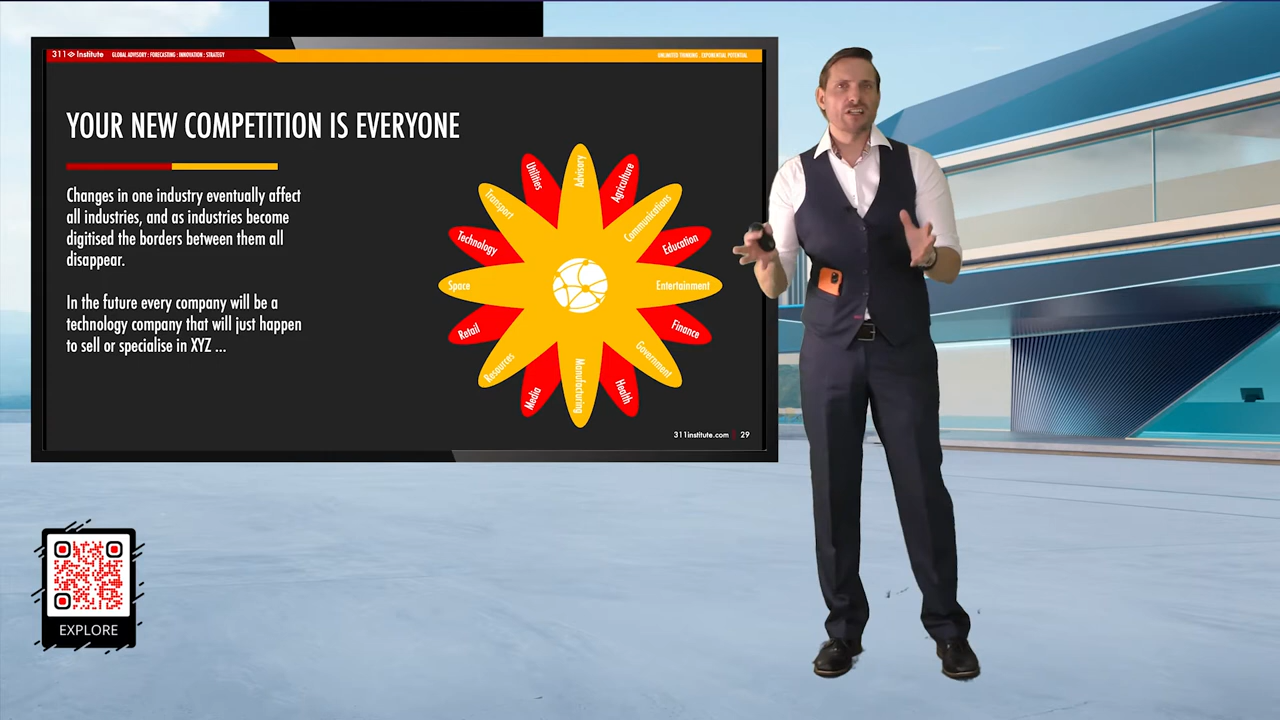 311 Institute GLOBAL ADVISORY : FORECASTING : INNOVATION : STRATEGY
UNLIMITED THINKING . EXPONENTIAL POTENTIAL
YOUR NEW COMPETITION IS EVERYONE
Changes in one industry eventually affect
all industries, and as industries become
digitised the borders between them all
disappear.
In the future every company will be a
technology company that will just happen
to sell or specialise in XYZ ...
Advisory
Agriculture
Communications
Education
Entertainment
Finance
Government
Health
Manufacturing
Media
Resources
Retail
Space
Technology
Transport
Utilities
311institute.com | 29
EXPLORE